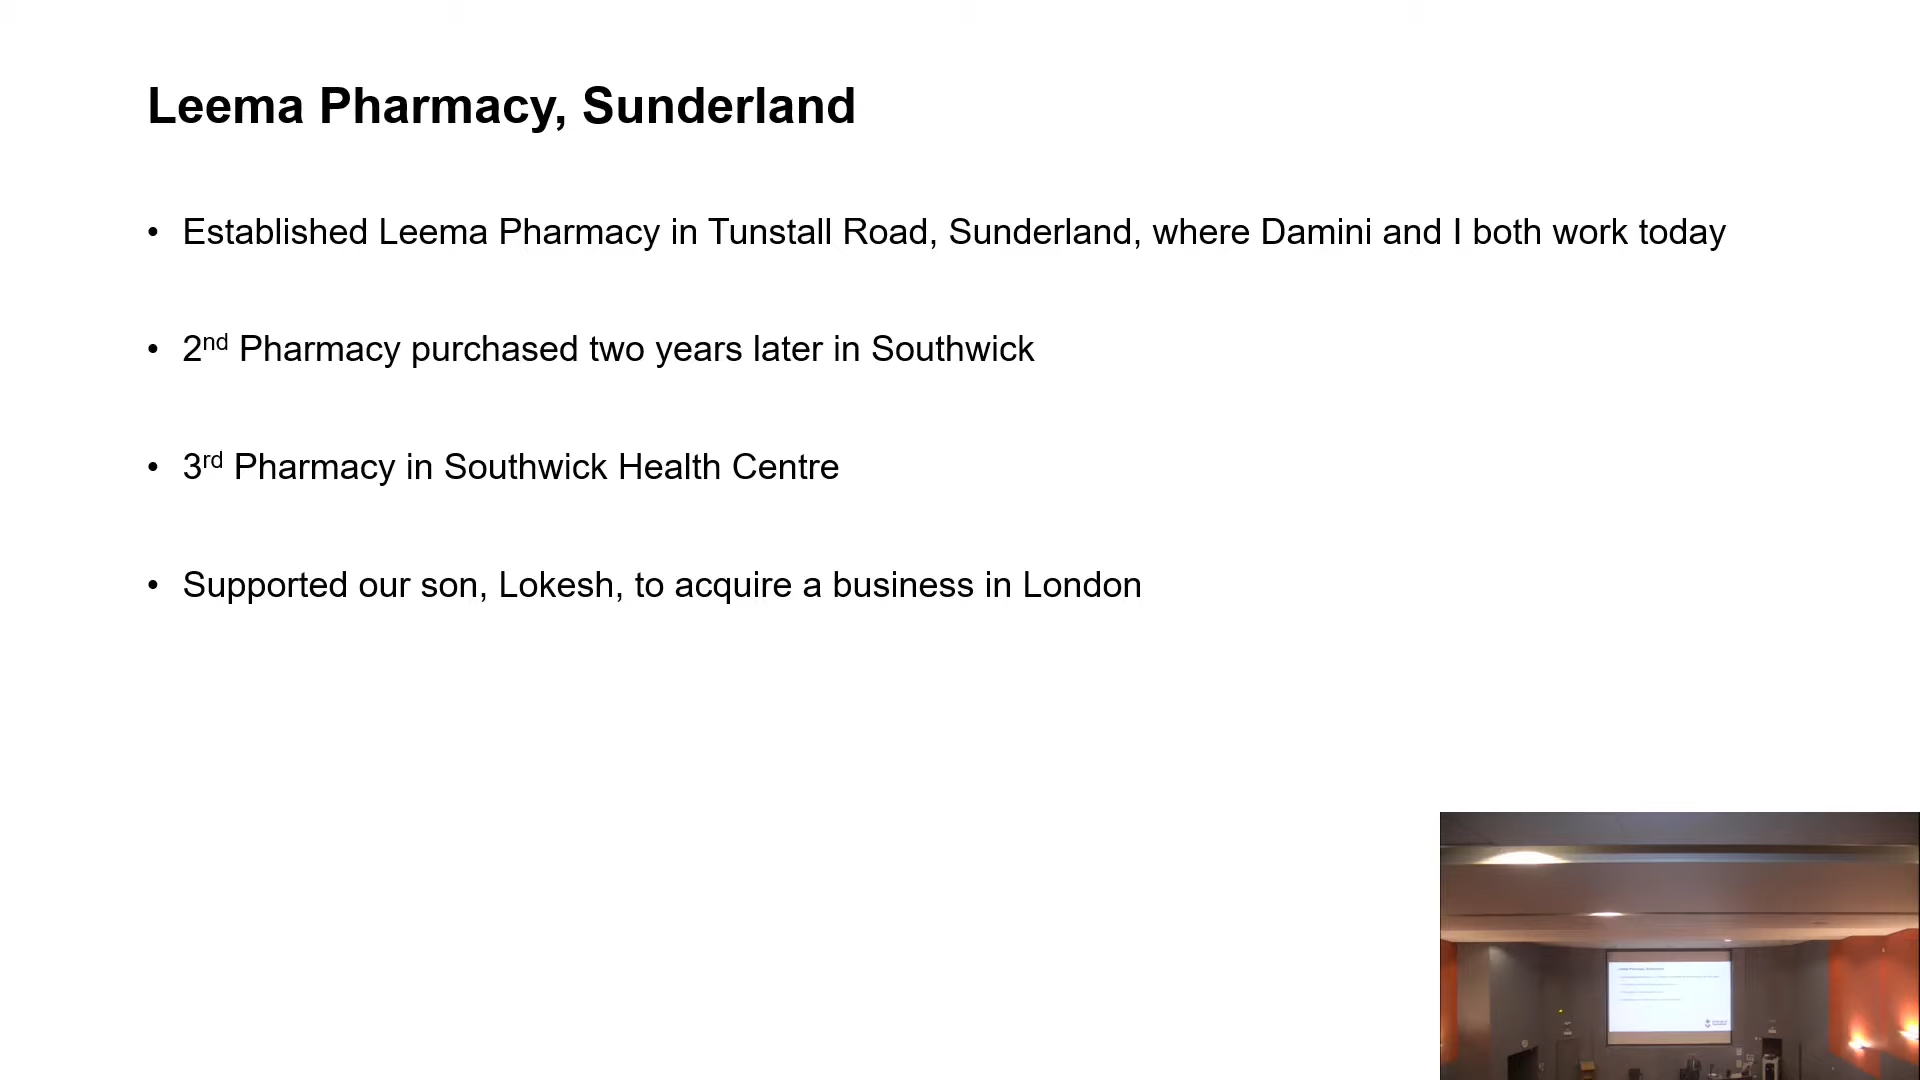 Leema Pharmacy, Sunderland
• Established Leema Pharmacy in Tunstall Road, Sunderland, where Damini and I both work today
• 2nd Pharmacy purchased two years later in Southwick
• 3rd Pharmacy in Southwick Health Centre
• Supported our son, Lokesh, to acquire a business in London